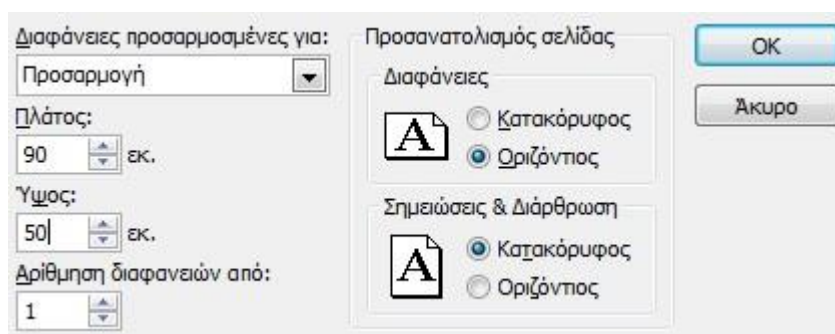 Διαφάνειες προσαρμοσμένες για:
Προσαρμογή
Πλάτος:
90 εκ.
Ύψος:
50 εκ.
Αρίθμηση διαφανειών από:
1
Προσανατολισμός σελίδας
Διαφάνειες
A
Κατακόρυφος
Οριζόντιος
Σημειώσεις & Διάρθρωση
A
Κατακόρυφος
Οριζόντιος
OK
Άκυρο